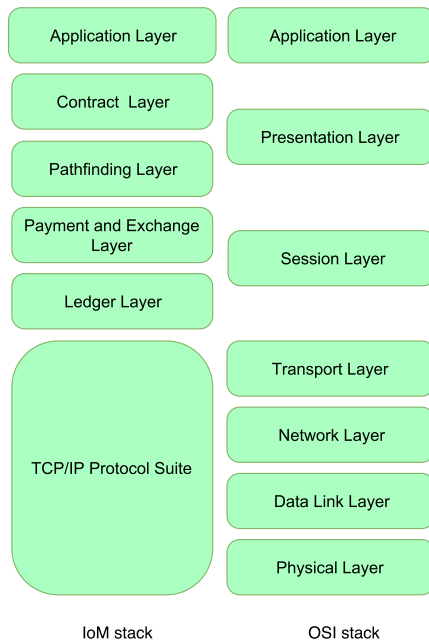 Application Layer
Contract Layer
Pathfinding Layer
Payment and Exchange
Layer
Ledger Layer
TCP/IP Protocol Suite
IoM stack
Application Layer
Presentation Layer
Session Layer
Transport Layer
Network Layer
Data Link Layer
Physical Layer
OSI stack